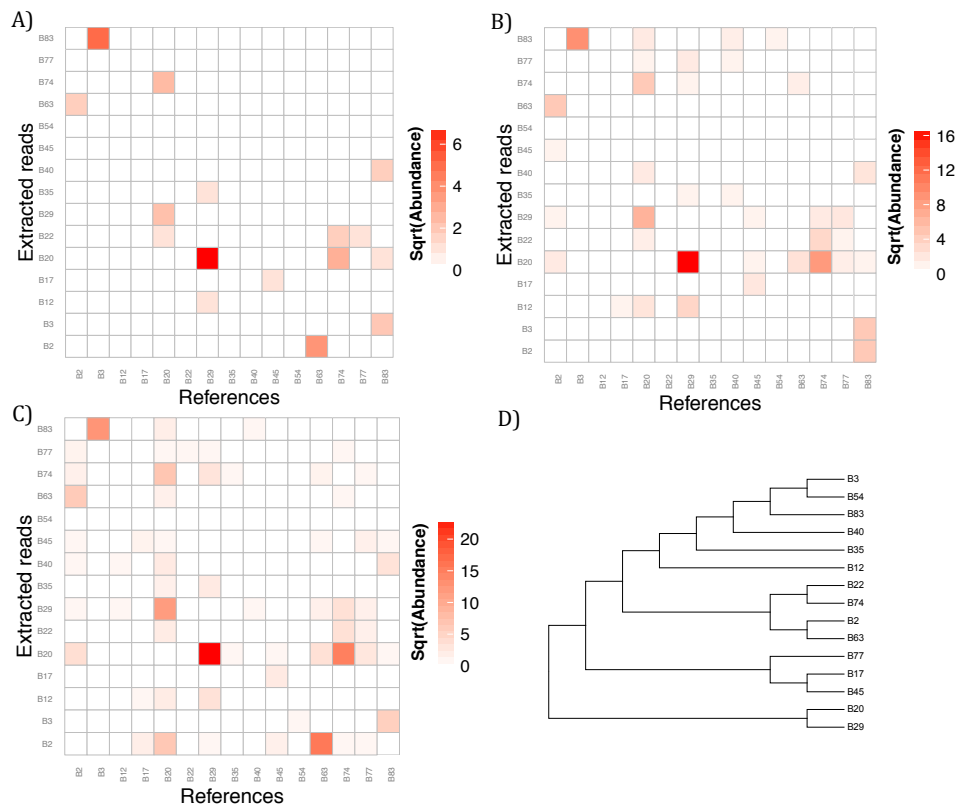 A)
B83
B77
B74
B63
B54
B45
B40
B35
B29
B22
B20
B17
B12
B3
B2
Extracted reads
B2 B3 B12 B17 B20 B22 B29 B35 B40 B45 B54 B63 B74 B77 B83
References
Sqrt(Abundance)
6
4
2
0
B)
B83
B77
B74
B63
B54
B45
B40
B35
B29
B22
B20
B17
B12
B3
B2
Extracted reads
B2 B3 B12 B17 B20 B22 B29 B35 B40 B45 B54 B63 B74 B77 B83
References
Sqrt(Abundance)
16
12
8
4
0
C)
B83
B77
B74
B63
B54
B45
B40
B35
B29
B22
B20
B17
B12
B3
B2
Extracted reads
B2 B3 B12 B17 B20 B22 B29 B35 B40 B45 B54 B63 B74 B77 B83
References
Sqrt(Abundance)
20
15
10
5
0
D)
B3
B54
B83
B40
B35
B12
B22
B74
B2
B63
B77
B17
B45
B20
B29